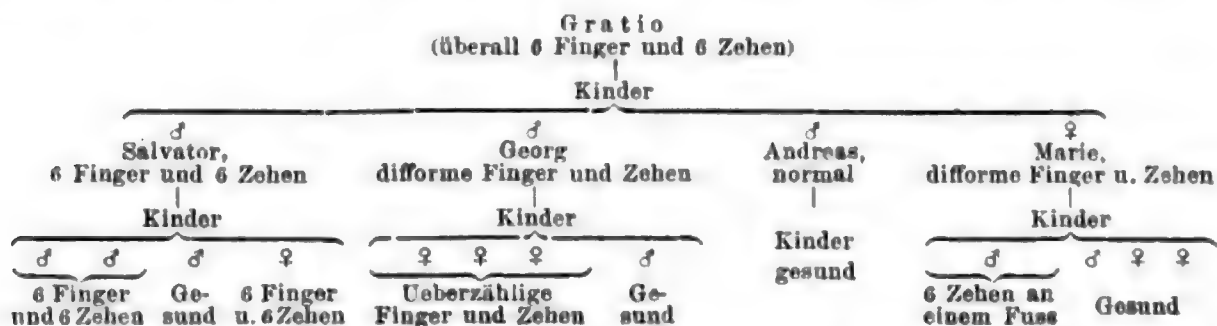 Gratio
(überall 6 Finger und 6 Zehen)
Kinder
♂ ♂ ♂ ♀
Salvator, Georg Andreas, Marie,
6 Finger und 6 Zehen difforme Finger und Zehen normal difforme Finger u. Zehen
Kinder Kinder Kinder
♂ ♂ ♂ ♀ ♀ ♀ ♀ ♂ Kinder ♂ ♂ ♀ ♀
gesund
6 Finger Ge- 6 Finger Ueberzählige Ge- 6 Zehen an Gesund
und 6 Zehen sund u. 6 Zehen Finger und Zehen sund einem Fuss